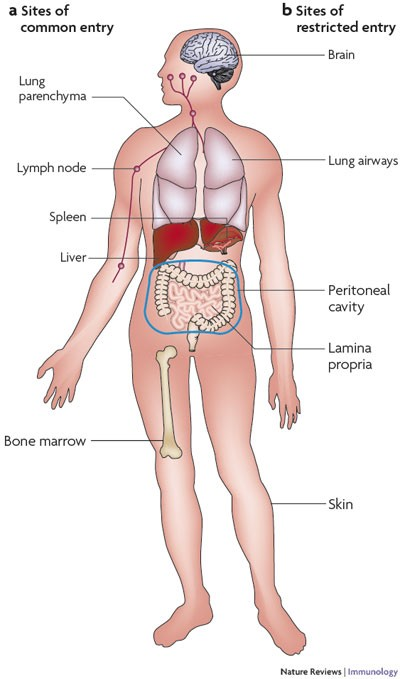 a Sites of
common entry
b Sites of
restricted entry
Brain
Lung
parenchyma
Lung airways
Lymph node
Spleen
Liver
Peritoneal
cavity
Lamina
propria
Bone marrow
Skin
Nature Reviews | Immunology